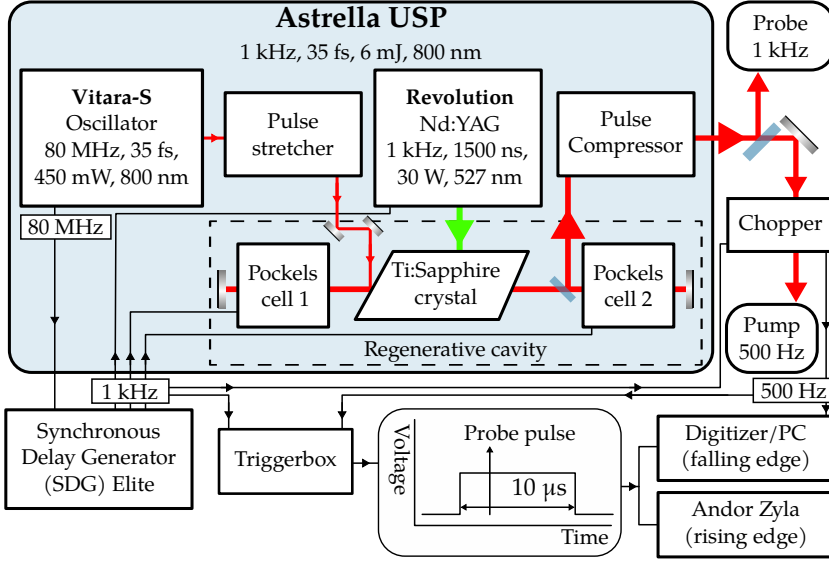 Astrella USP
1 kHz, 35 fs, 6 mJ, 800 nm
Probe
1 kHz
Vitara-S
Oscillator
80 MHz, 35 fs,
450 mW, 800 nm
Pulse
stretcher
Revolution
Nd:YAG
1 kHz, 1500 ns,
30 W, 527 nm
Pulse
Compressor
80 MHz
Chopper
Pockels
cell 1
Ti:Sapphire
crystal
Pockels
cell 2
Regenerative cavity
Pump
500 Hz
1 kHz
500 Hz
Synchronous
Delay Generator
(SDG) Elite
Triggerbox
Voltage
Probe pulse
10 μs
Time
Digitizer/PC
(falling edge)
Andor Zyla
(rising edge)